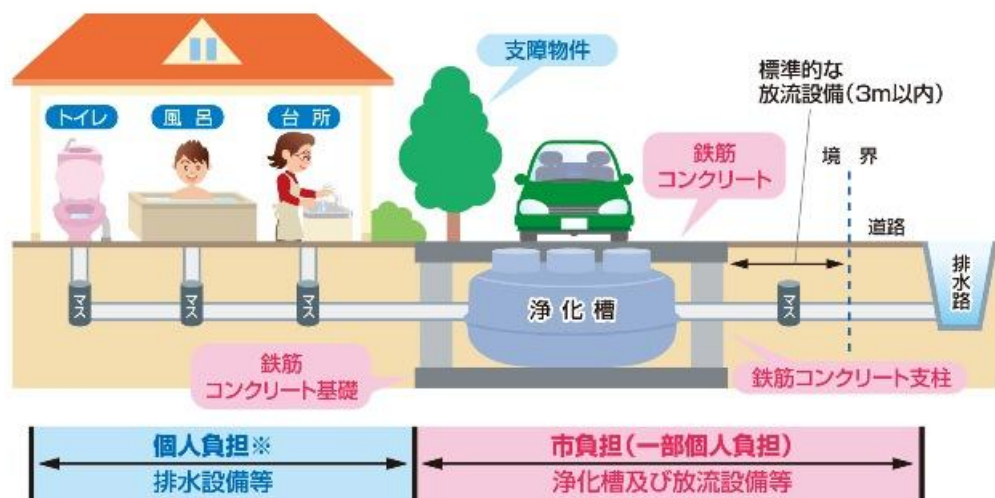 支障物件
標準的な
放流設備(3m以内)
トイレ
風呂
台所
鉄筋
コンクリート
境界
道路
排水路
マス
マス
マス
浄化槽
マス
鉄筋
コンクリート基礎
鉄筋コンクリート支柱
個人負担※
排水設備等
市負担(一部個人負担)
浄化槽及び放流設備等